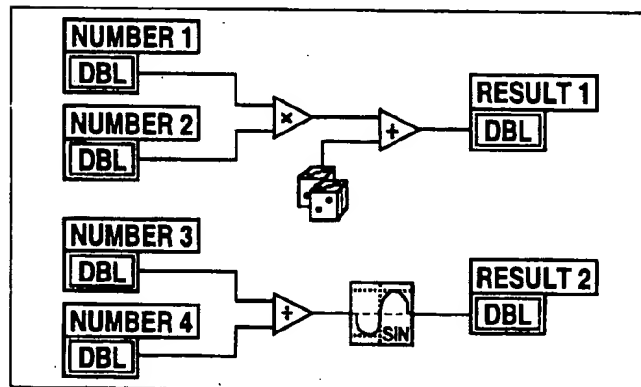 NUMBER 1
DBL
NUMBER 2
DBL
×
+
RESULT 1
DBL
NUMBER 3
DBL
NUMBER 4
DBL
+
SIN
RESULT 2
DBL